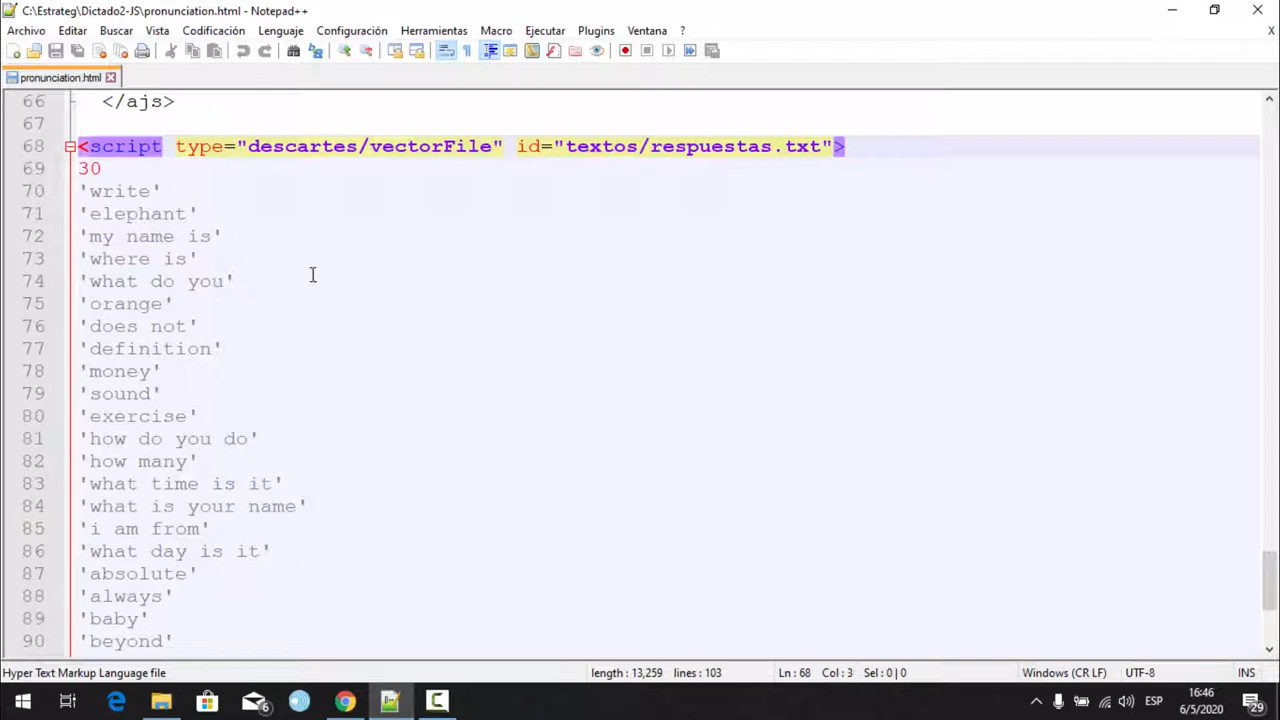 C:\Estrateg\Dictado2-JS\pronunciation.html - Notepad++
Archivo Editar Buscar Vista Codificación Lenguaje Configuración Herramientas Macro Ejecutar Plugins Ventana ? X
pronunciation.html
66 </ajs>
67
68 <script type="descartes/vectorFile" id="textos/respuestas.txt">
69 30
70 'write'
71 'elephant'
72 'my name is'
73 'where is'
74 'what do you'
75 'orange'
76 'does not'
77 'definition'
78 'money'
79 'sound'
80 'exercise'
81 'how do you do'
82 'how many'
83 'what time is it'
84 'what is your name'
85 'i am from'
86 'what day is it'
87 'absolute'
88 'always'
89 'baby'
90 'beyond'
Hyper Text Markup Language file length : 13,259 lines : 103 Ln : 68 Col : 3 Sel : 0 | 0 Windows (CR LF) UTF-8 INS
6 ESP 16:46
6/5/2020 29